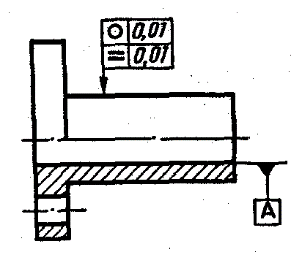 ○ 0,01
= 0,01
A